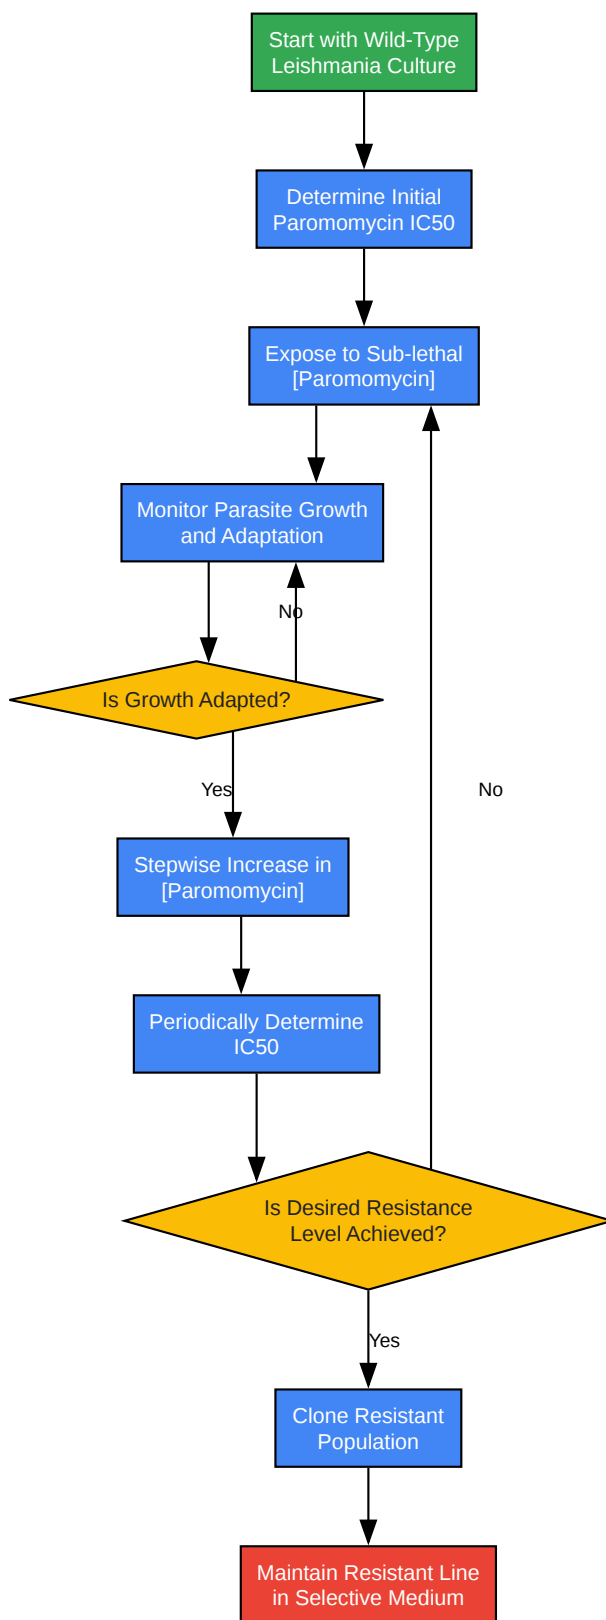 Start with Wild-Type
Leishmania Culture
Determine Initial
Paromomycin IC50
Expose to Sub-lethal
[Paromomycin]
Monitor Parasite Growth
and Adaptation
No
Is Growth Adapted?
Yes
No
Stepwise Increase in
[Paromomycin]
Periodically Determine
IC50
Is Desired Resistance
Level Achieved?
Yes
Clone Resistant
Population
Maintain Resistant Line
in Selective Medium